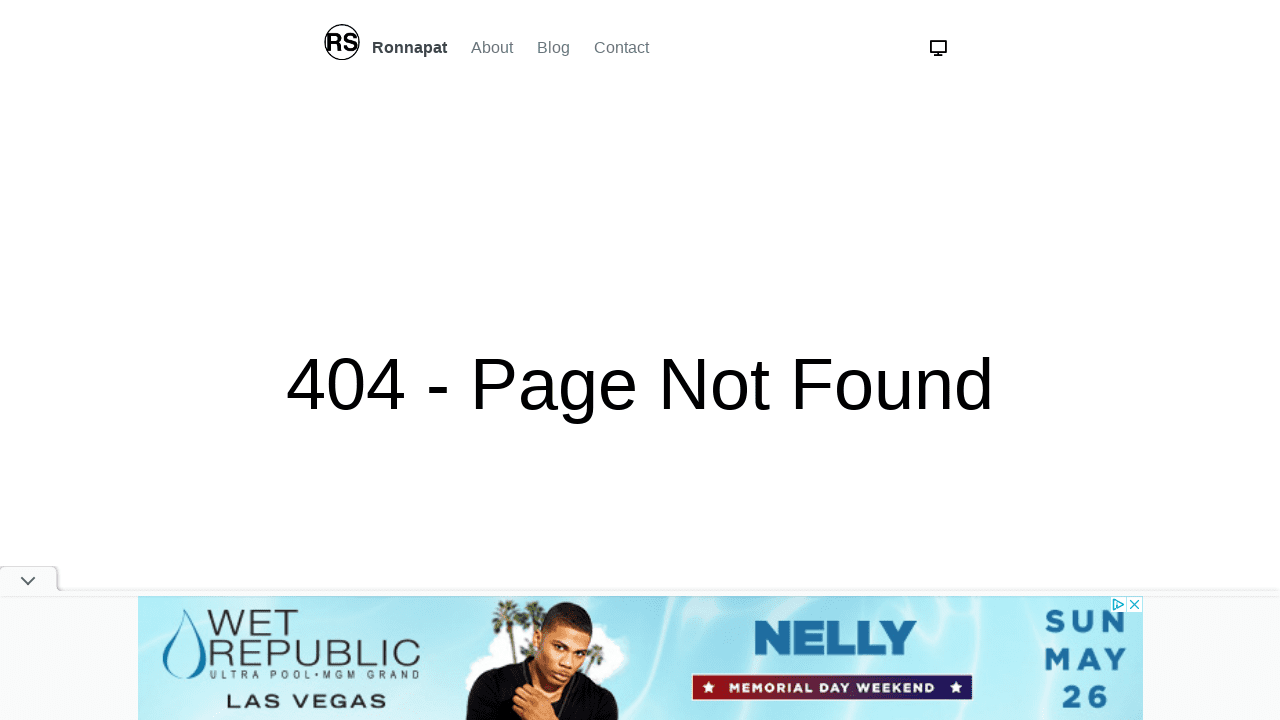 RS Ronnapat About Blog Contact
404 - Page Not Found
WET REPUBLIC
ULTRA POOL•MGM GRAND
LAS VEGAS
NELLY
★ MEMORIAL DAY WEEKEND ★
SUN
MAY
26